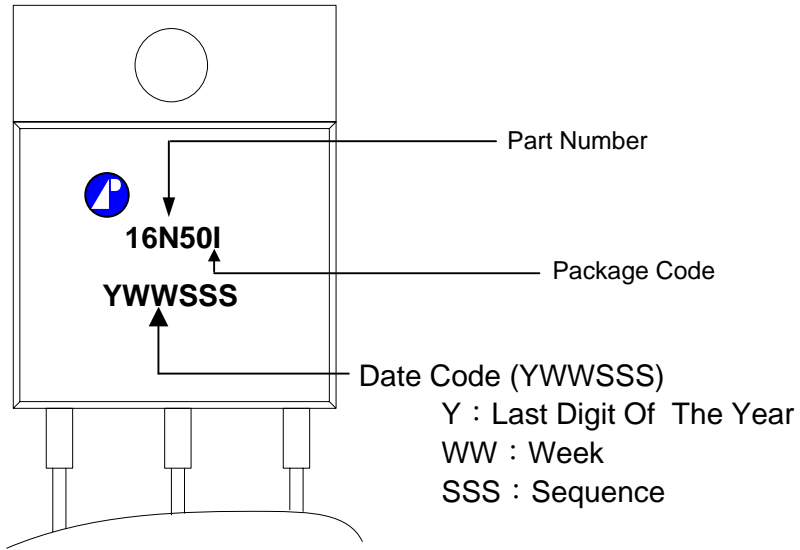 Part Number
16N50I
Package Code
YWWSSS
Date Code (YWWSSS)
Y：Last Digit Of The Year
WW：Week
SSS：Sequence